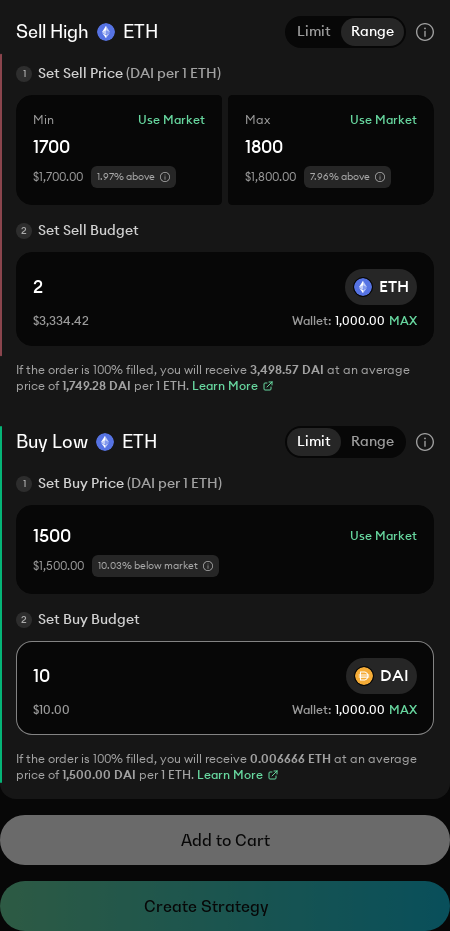 Sell High ETH Limit Range
1 Set Sell Price (DAI per 1 ETH)
Min Use Market Max Use Market
1700 1800
$1,700.00 1.97% above $1,800.00 7.96% above
2 Set Sell Budget
2 ETH
$3,334.42 Wallet: 1,000.00 MAX
If the order is 100% filled, you will receive 3,498.57 DAI at an average
price of 1,749.28 DAI per 1 ETH. Learn More
Buy Low ETH Limit Range
1 Set Buy Price (DAI per 1 ETH)
1500 Use Market
$1,500.00 10.03% below market
2 Set Buy Budget
10 DAI
$10.00 Wallet: 1,000.00 MAX
If the order is 100% filled, you will receive 0.006666 ETH at an average
price of 1,500.00 DAI per 1 ETH. Learn More
Add to Cart
Create Strategy